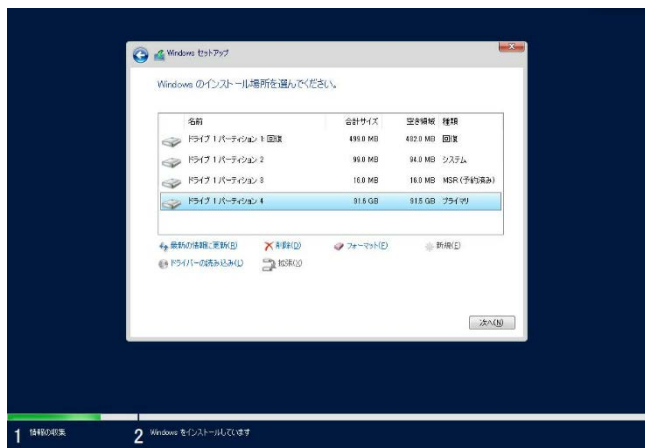 Windows セットアップ
Windows のインストール場所を選んでください。
名前 合計サイズ 空き領域 種類
ドライブ 1 パーティション 1: 回復 499.0 MB 482.0 MB 回復
ドライブ 1 パーティション 2 99.0 MB 94.0 MB システム
ドライブ 1 パーティション 3 16.0 MB 16.0 MB MSR (予約済み)
ドライブ 1 パーティション 4 91.6 GB 91.6 GB プライマリ
最新の情報に更新(R) 削除(D) フォーマット(F) 新規(E)
ドライバーの読み込み(L) 拡張(X)
次へ(N)
1 情報の収集 2 Windows をインストールしています